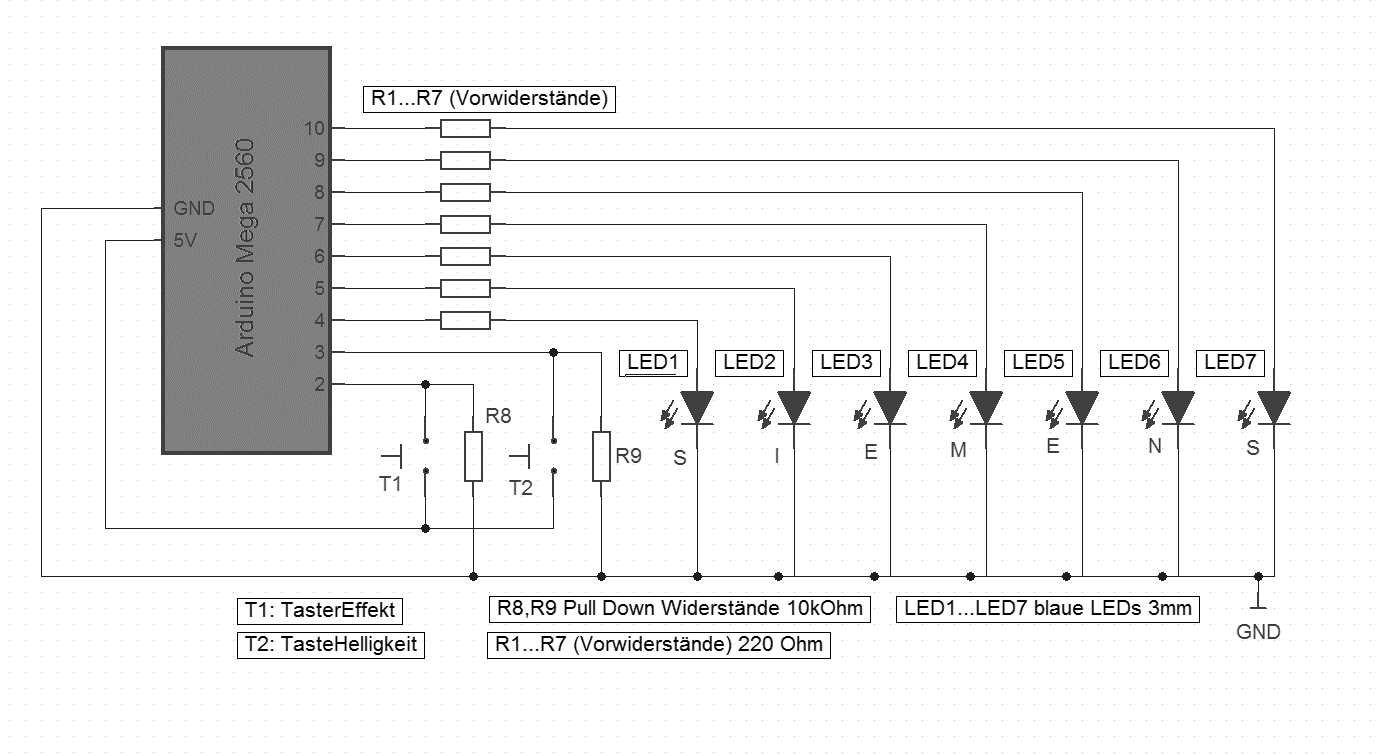 R1...R7 (Vorwiderstände)
Arduino Mega 2560
GND
5V
10
9
8
7
6
5
4
3
2
LED1
LED2
LED3
LED4
LED5
LED6
LED7
R8
R9
T1
T2
S
I
E
M
E
N
S
T1: TasterEffekt
R8,R9 Pull Down Widerstände 10kOhm
LED1...LED7 blaue LEDs 3mm
T2: TasteHelligkeit
R1...R7 (Vorwiderstände) 220 Ohm
GND